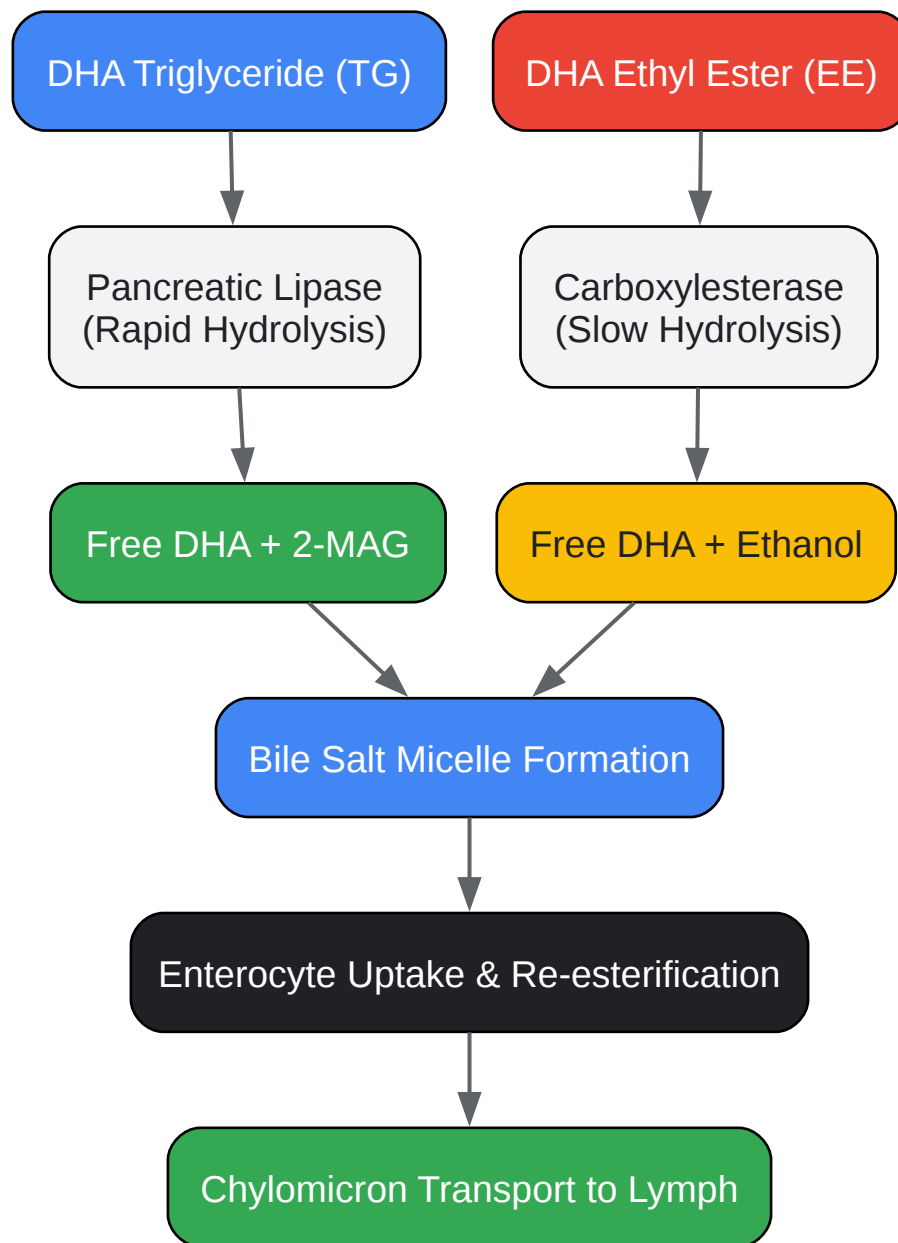 DHA Triglyceride (TG)
DHA Ethyl Ester (EE)
Pancreatic Lipase
(Rapid Hydrolysis)
Carboxylesterase
(Slow Hydrolysis)
Free DHA + 2-MAG
Free DHA + Ethanol
Bile Salt Micelle Formation
Enterocyte Uptake & Re-esterification
Chylomicron Transport to Lymph